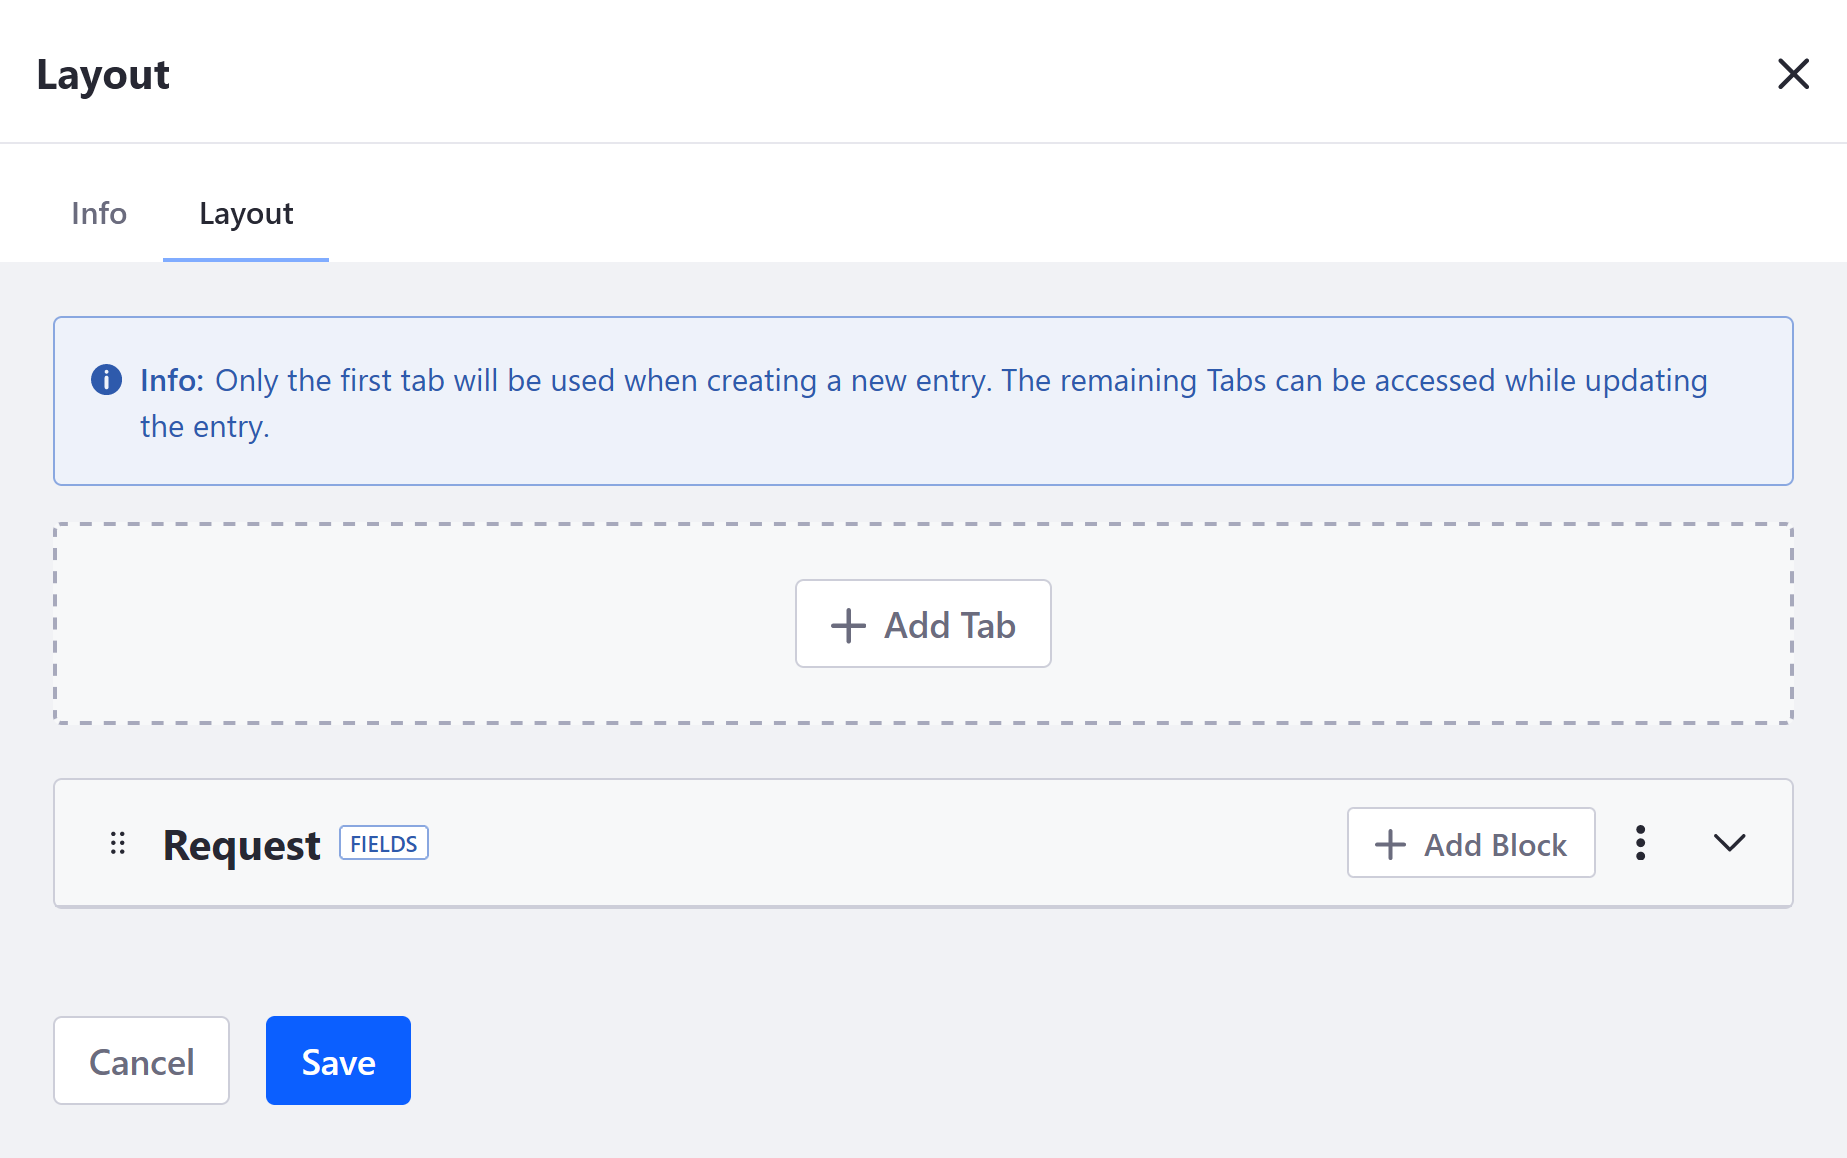 Layout
Info
Layout
Info: Only the first tab will be used when creating a new entry. The remaining Tabs can be accessed while updating
the entry.
Add Tab
Request FIELDS
Add Block
Cancel
Save